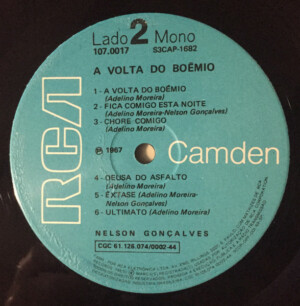 Lado 2 Mono
107.0017 S3CAP-1682
A VOLTA DO BOÊMIO
1 - A VOLTA DO BOÊMIO
(Adelino Moreira)
2 - FICA COMIGO ESTA NOITE
(Adelino Moreira-Nelson Gonçalves)
3 - CHORE COMIGO
(Adelino Moreira)
℗ 1967
RCA
Camden
4 - DEUSA DO ASFALTO
(Adelino Moreira)
5 - ÊXTASE (Adelino Moreira-
Nelson Gonçalves)
6 - ULTIMATO (Adelino Moreira)
NELSON GONÇALVES
CGC 61.128.074/0002-44